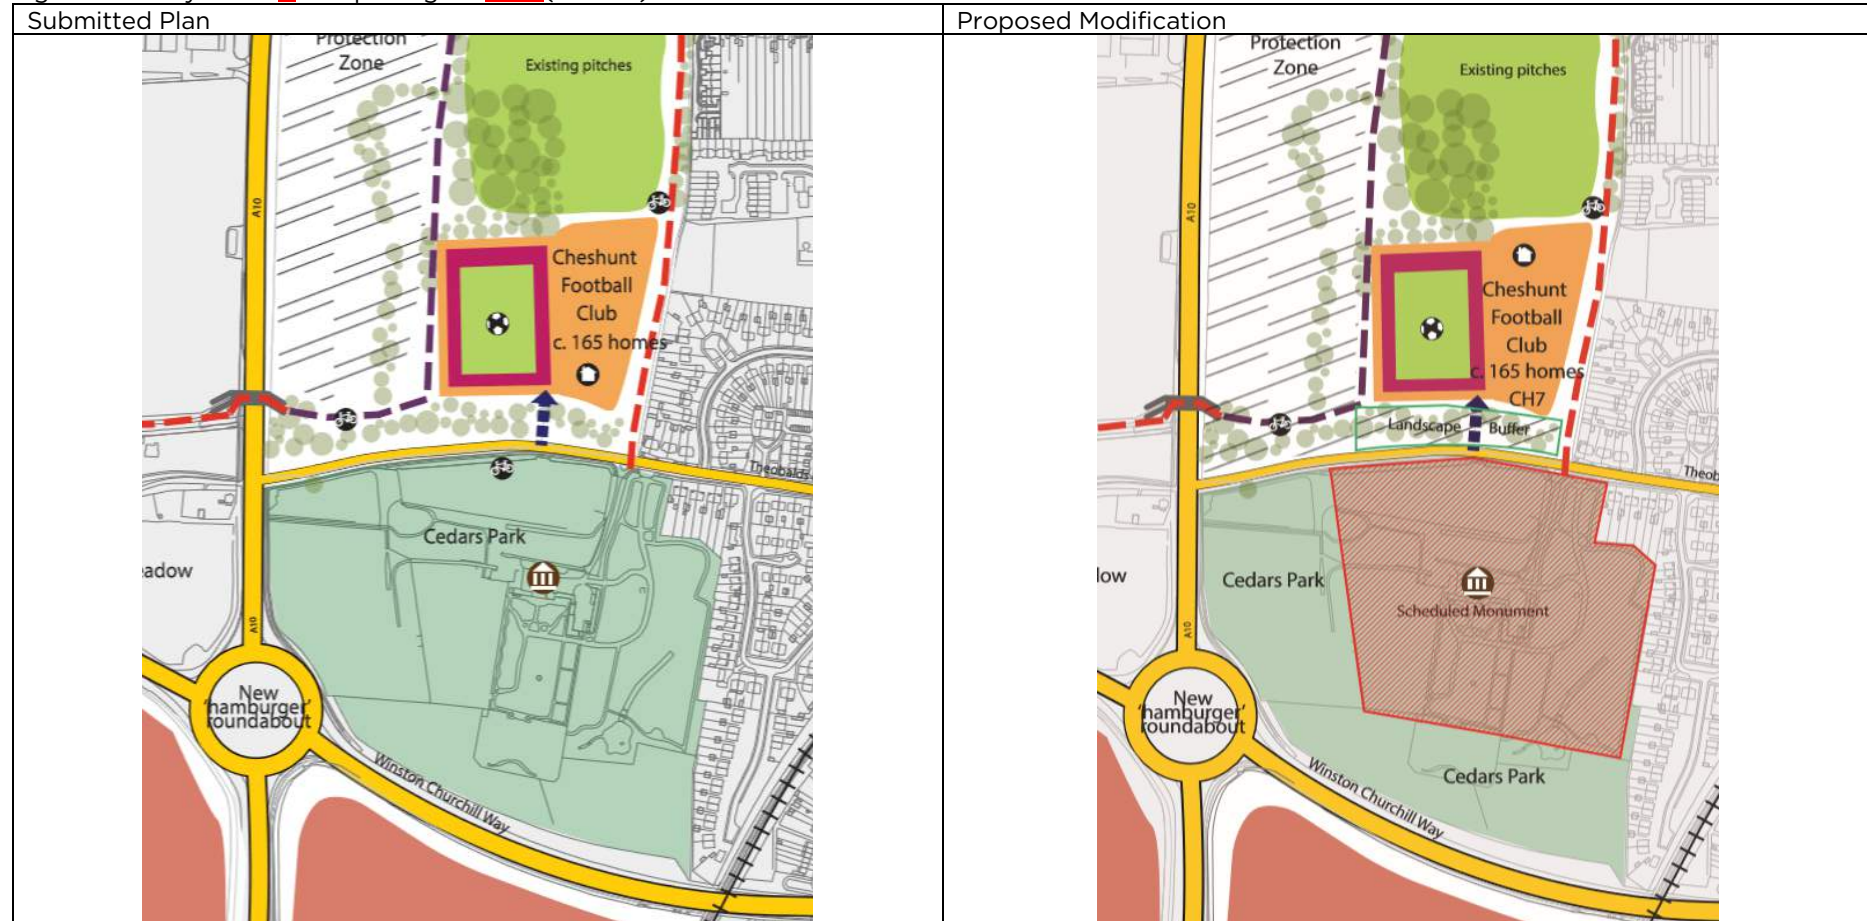 Submitted Plan
Proposed Modification
Protection
Zone
Existing pitches
A10
Cheshunt
Football
Club
c. 165 homes
Theobalds
Cedars Park
eadow
A10
New
'hamburger'
roundabout
Winston Churchill Way
Protection
Zone
Existing pitches
A10
Cheshunt
Football
Club
c. 165 homes
CH7
Landscape Buffer
Theob
low
Cedars Park
Scheduled Monument
A10
New
'hamburger'
roundabout
Winston Churchill Way
Cedars Park